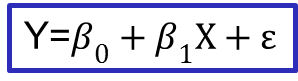 Y=β₀ + β₁X + ε